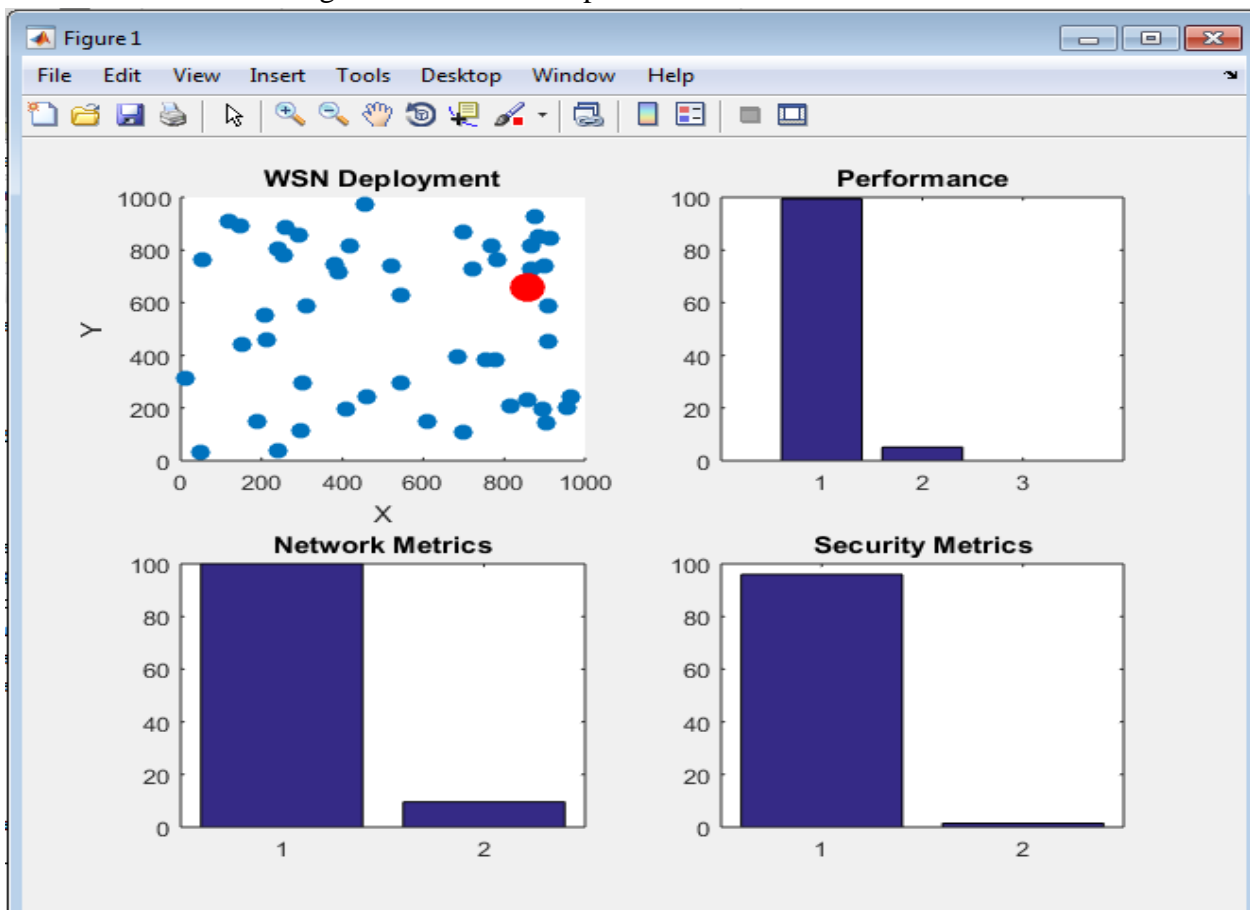 Figure 1
File Edit View Insert Tools Desktop Window Help
WSN Deployment
1000
800
600
400
200
0
Y
0 200 400 600 800 1000
X
Performance
100
80
60
40
20
0
1 2 3
Network Metrics
100
80
60
40
20
0
1 2
Security Metrics
100
80
60
40
20
0
1 2